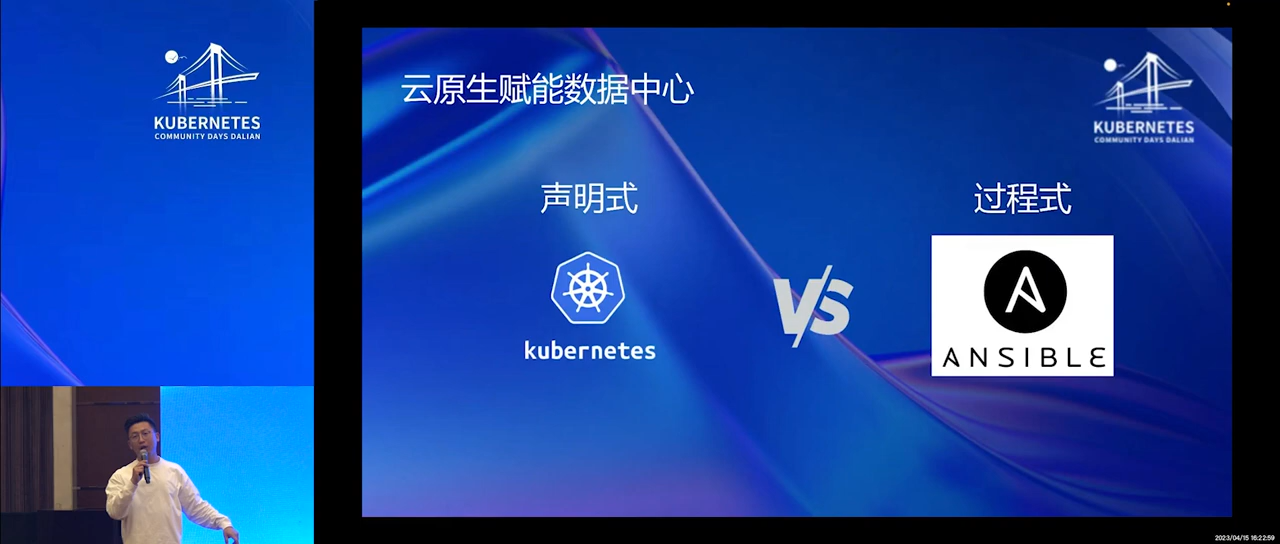 KUBERNETES
COMMUNITY DAYS DALIAN
云原生赋能数据中心
KUBERNETES
COMMUNITY DAYS DALIAN
声明式
过程式
kubernetes
VS
ANSIBLE
2023/04/15 16:22:59